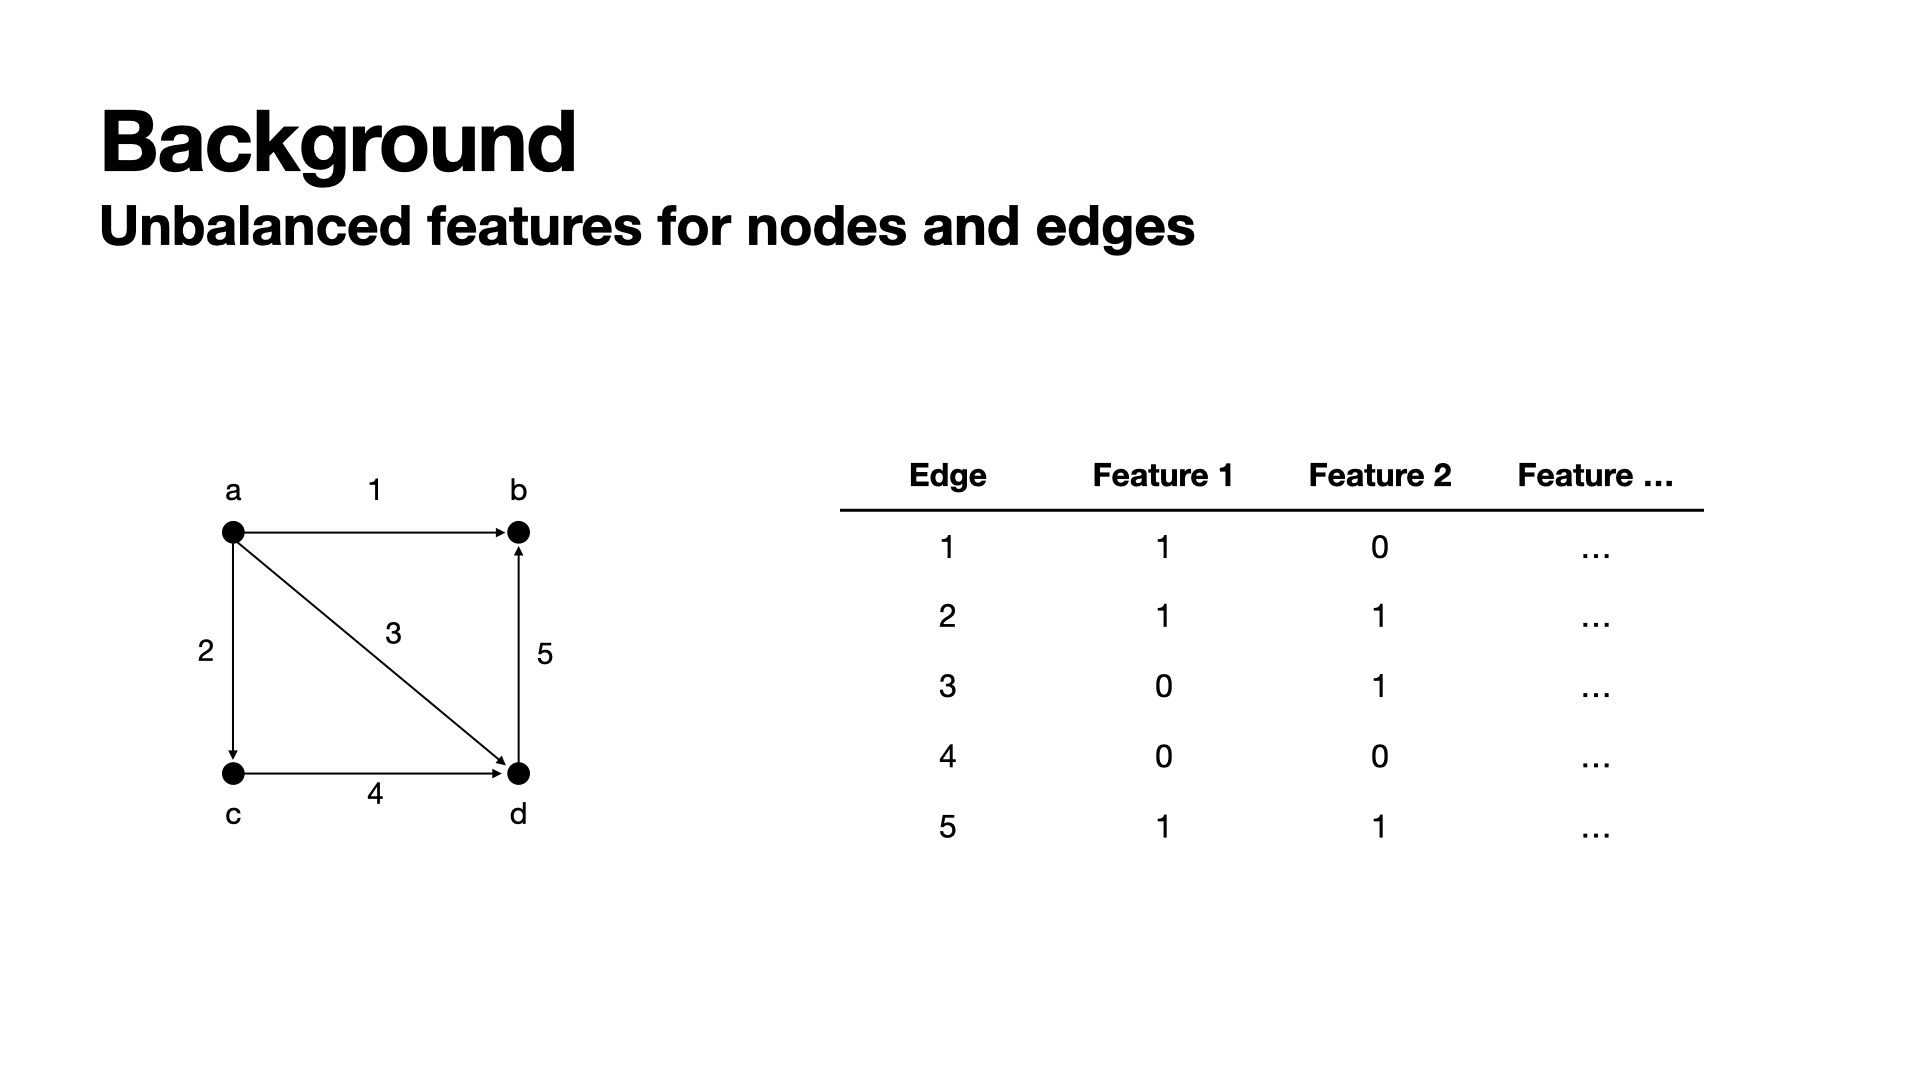 Background
Unbalanced features for nodes and edges
a 1 b
2 3 5
4
c d
Edge Feature 1 Feature 2 Feature ...
1 1 0 ...
2 1 1 ...
3 0 1 ...
4 0 0 ...
5 1 1 ...